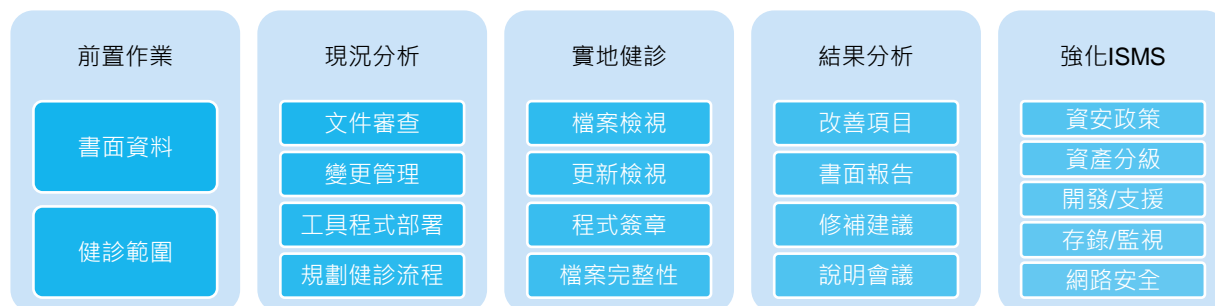 前置作業
書面資料
健診範圍
現況分析
文件審查
變更管理
工具程式部署
規劃健診流程
實地健診
檔案檢視
更新檢視
程式簽章
檔案完整性
結果分析
改善項目
書面報告
修補建議
說明會議
強化ISMS
資安政策
資產分級
開發/支援
存錄/監視
網路安全